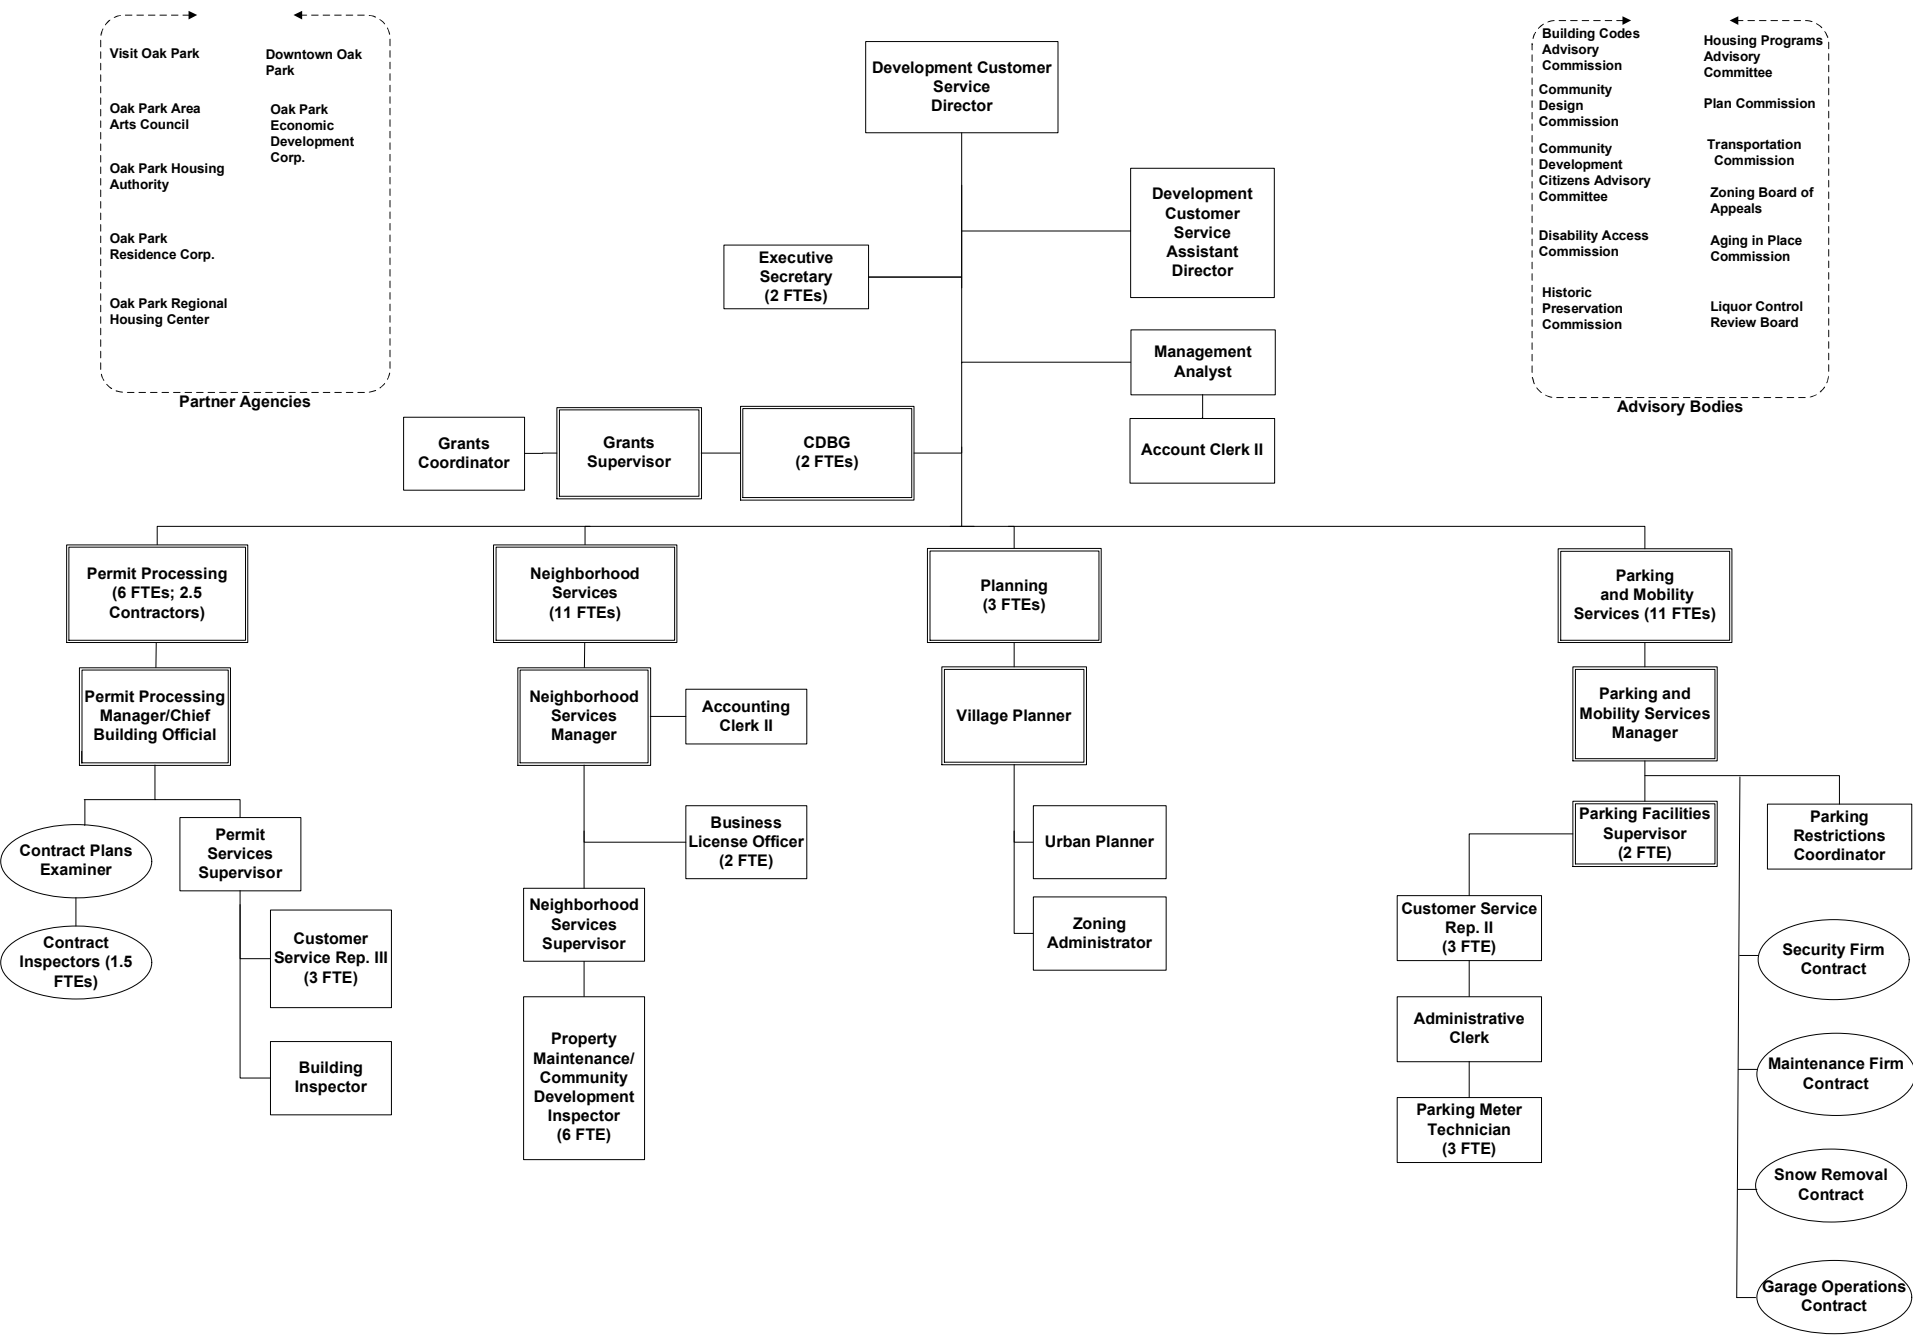 Visit Oak Park
Oak Park Area
Arts Council
Oak Park Housing
Authority
Oak Park
Residence Corp.
Oak Park Regional
Housing Center
Downtown Oak
Park
Oak Park
Economic
Development
Corp.
Partner Agencies
Development Customer
Service
Director
Building Codes
Advisory
Commission
Community
Design
Commission
Community
Development
Citizens Advisory
Committee
Disability Access
Commission
Historic
Preservation
Commission
Housing Programs
Advisory
Committee
Plan Commission
Transportation
Commission
Zoning Board of
Appeals
Aging in Place
Commission
Liquor Control
Review Board
Advisory Bodies
Development
Customer
Service
Assistant
Director
Executive
Secretary
(2 FTEs)
Management
Analyst
Account Clerk II
Grants
Coordinator
Grants
Supervisor
CDBG
(2 FTEs)
Permit Processing
(6 FTEs; 2.5
Contractors)
Permit Processing
Manager/Chief
Building Official
Contract Plans
Examiner
Contract
Inspectors (1.5
FTEs)
Permit
Services
Supervisor
Customer
Service Rep. III
(3 FTE)
Building
Inspector
Neighborhood
Services
(11 FTEs)
Neighborhood
Services
Manager
Accounting
Clerk II
Business
License Officer
(2 FTE)
Neighborhood
Services
Supervisor
Property
Maintenance/
Community
Development
Inspector
(6 FTE)
Planning
(3 FTEs)
Village Planner
Urban Planner
Zoning
Administrator
Parking
and Mobility
Services (11 FTEs)
Parking and
Mobility Services
Manager
Parking Facilities
Supervisor
(2 FTE)
Parking
Restrictions
Coordinator
Customer Service
Rep. II
(3 FTE)
Administrative
Clerk
Parking Meter
Technician
(3 FTE)
Security Firm
Contract
Maintenance Firm
Contract
Snow Removal
Contract
Garage Operations
Contract